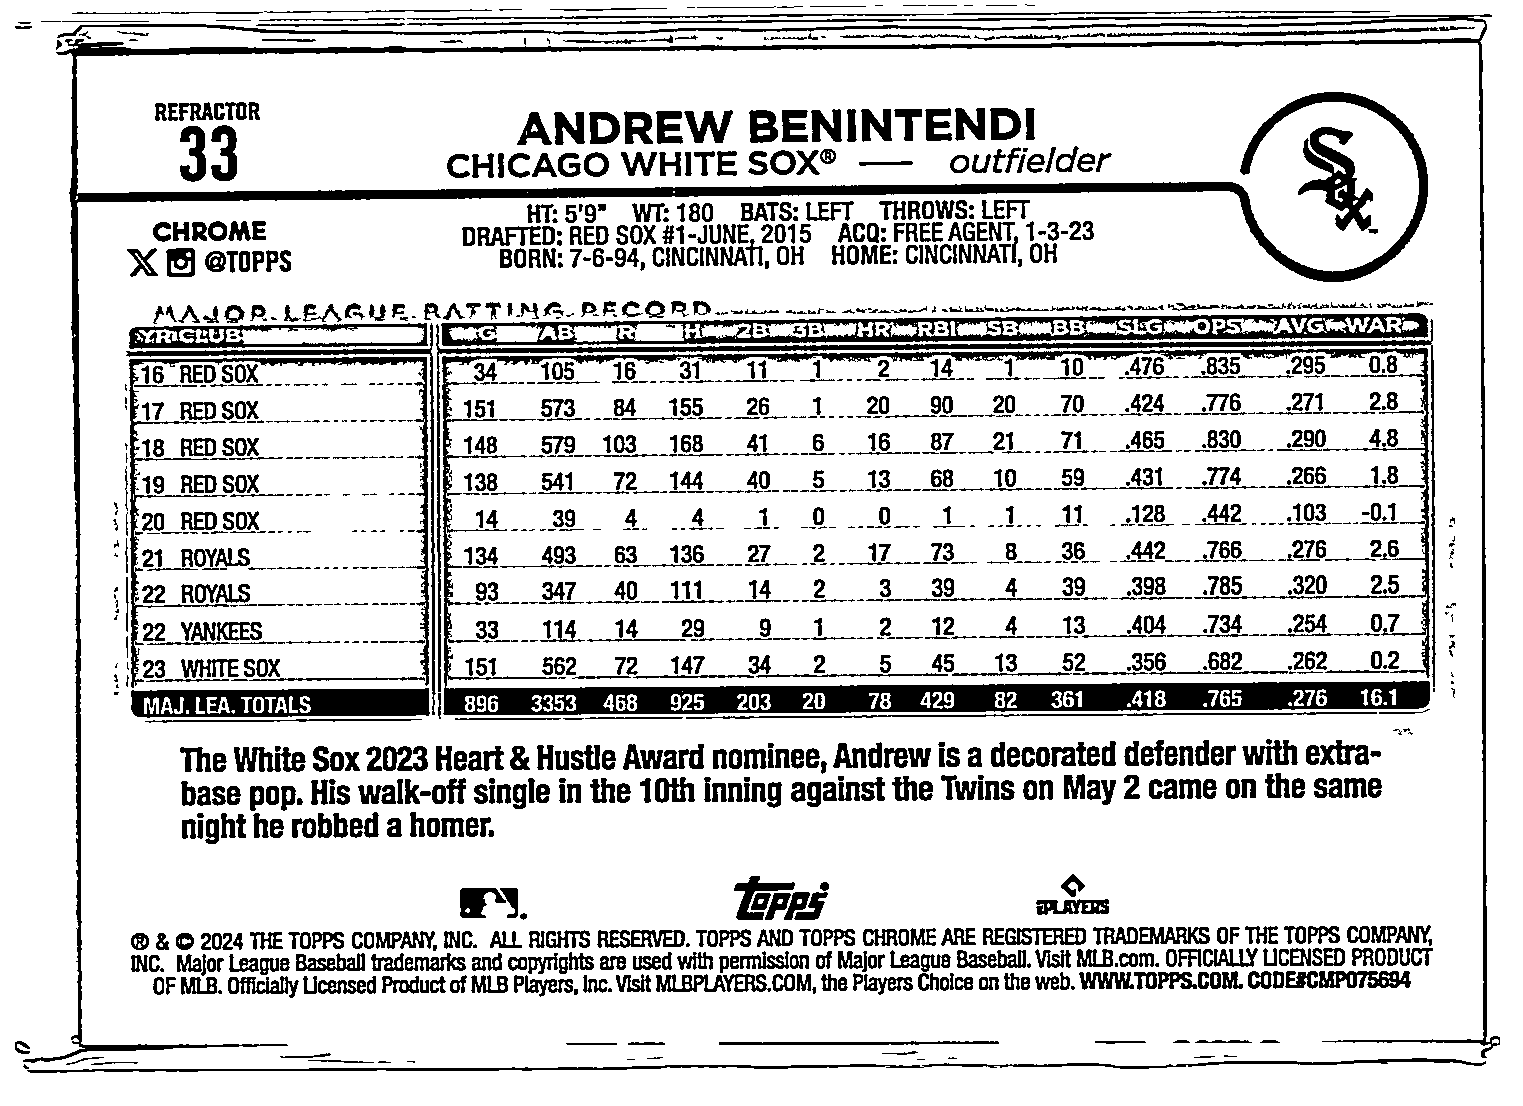 REFRACTOR
33
ANDREW BENINTENDI
CHICAGO WHITE SOX® — outfielder
HT: 5'9" WT: 180 BATS: LEFT THROWS: LEFT
DRAFTED: RED SOX #1-JUNE, 2015 ACQ: FREE AGENT, 1-3-23
BORN: 7-6-94, CINCINNATI, OH HOME: CINCINNATI, OH
CHROME
X @TOPPS
MAJOR LEAGUE BATTING RECORD
YR CLUB G AB R H 2B 3B HR RBI SB BB SLG OPS AVG WAR
16 RED SOX 34 105 16 31 11 1 2 14 1 10 .476 .835 .295 0.8
17 RED SOX 151 573 84 155 26 1 20 90 20 70 .424 .776 .271 2.8
18 RED SOX 148 579 103 168 41 6 16 87 21 71 .465 .830 .290 4.8
19 RED SOX 138 541 72 144 40 5 13 68 10 59 .431 .774 .266 1.8
20 RED SOX 14 39 4 4 1 0 0 1 1 11 .128 .442 .103 -0.1
21 ROYALS 134 493 63 136 27 2 17 73 8 36 .442 .766 .276 2.6
22 ROYALS 93 347 40 111 14 2 3 39 4 39 .398 .785 .320 2.5
22 YANKEES 33 114 14 29 9 1 2 12 4 13 .404 .734 .254 0.7
23 WHITE SOX 151 562 72 147 34 2 5 45 13 52 .356 .682 .262 0.2
MAJ. LEA. TOTALS 896 3353 468 925 203 20 78 429 82 361 .418 .765 .276 16.1
The White Sox 2023 Heart & Hustle Award nominee, Andrew is a decorated defender with extra-
base pop. His walk-off single in the 10th inning against the Twins on May 2 came on the same
night he robbed a homer.
Topps
PLAYERS
® & © 2024 THE TOPPS COMPANY, INC. ALL RIGHTS RESERVED. TOPPS AND TOPPS CHROME ARE REGISTERED TRADEMARKS OF THE TOPPS COMPANY,
INC. Major League Baseball trademarks and copyrights are used with permission of Major League Baseball. Visit MLB.com. OFFICIALLY LICENSED PRODUCT
OF MLB. Officially Licensed Product of MLB Players, Inc. Visit MLBPLAYERS.COM, the Players Choice on the web. WWW.TOPPS.COM. CODE#CMP075694